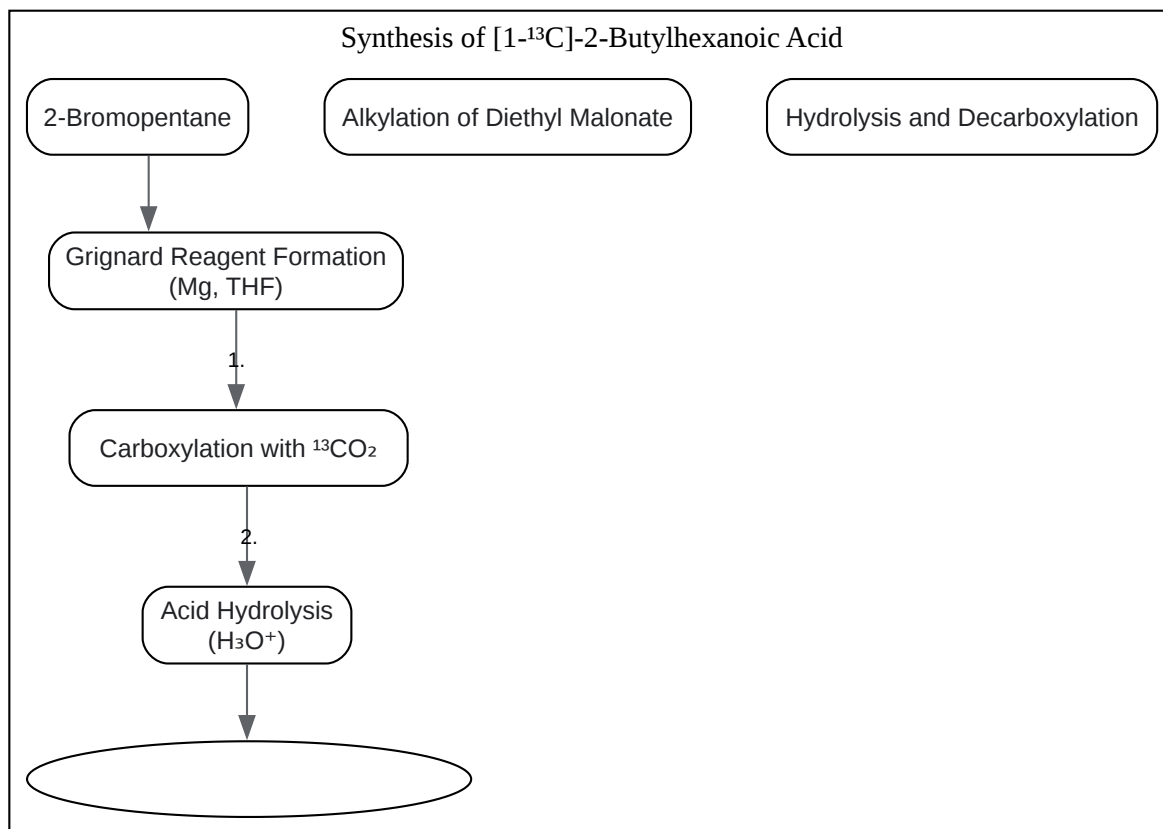 Synthesis of [1-¹³C]-2-Butylhexanoic Acid
2-Bromopentane
Alkylation of Diethyl Malonate
Hydrolysis and Decarboxylation
Grignard Reagent Formation
(Mg, THF)
1.
Carboxylation with ¹³CO₂
2.
Acid Hydrolysis
(H₃O⁺)